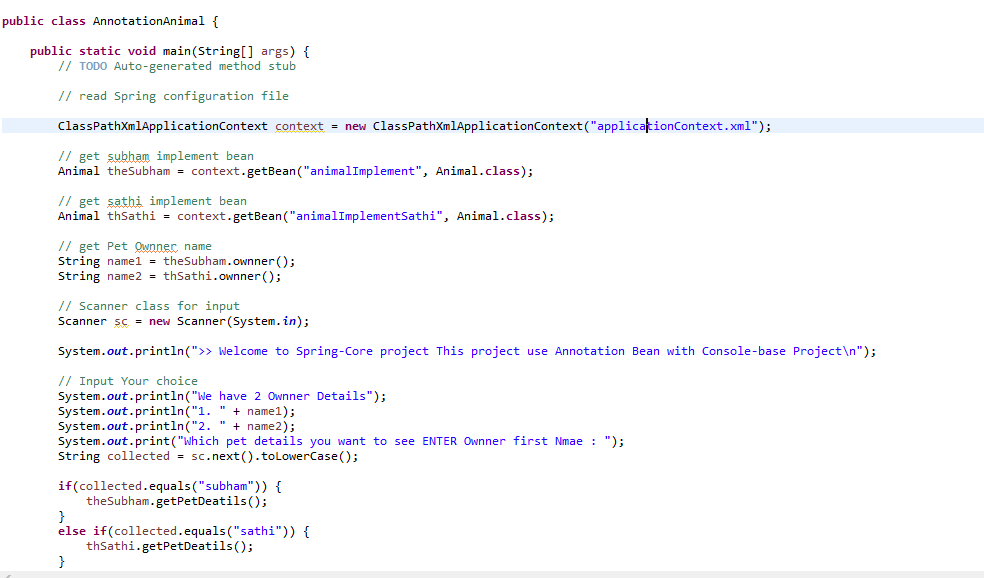 public class AnnotationAnimal {
public static void main(String[] args) {
// TODO Auto-generated method stub
// read Spring configuration file
ClassPathXmlApplicationContext context = new ClassPathXmlApplicationContext("applicationContext.xml");
// get subham implement bean
Animal theSubham = context.getBean("animalImplement", Animal.class);
// get sathi implement bean
Animal thSathi = context.getBean("animalImplementSathi", Animal.class);
// get Pet Ownner name
String name1 = theSubham.ownner();
String name2 = thSathi.ownner();
// Scanner class for input
Scanner sc = new Scanner(System.in);
System.out.println(">> Welcome to Spring-Core project This project use Annotation Bean with Console-base Project\n");
// Input Your choice
System.out.println("We have 2 Ownner Details");
System.out.println("1. " + name1);
System.out.println("2. " + name2);
System.out.print("Which pet details you want to see ENTER Ownner first Nmae : ");
String collected = sc.next().toLowerCase();
if(collected.equals("subham")) {
theSubham.getPetDeatils();
}
else if(collected.equals("sathi")) {
thSathi.getPetDeatils();
}